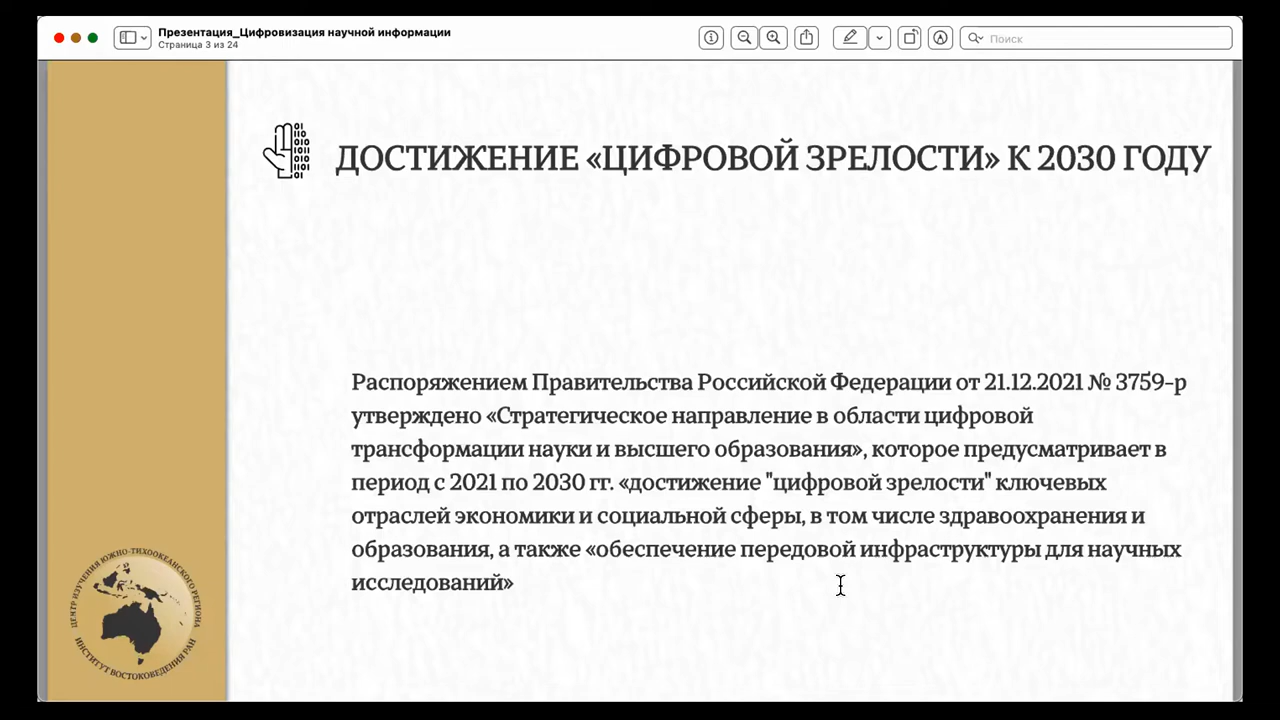 Презентация_Цифровизация научной информации
Страница 3 из 24
Поиск
ДОСТИЖЕНИЕ «ЦИФРОВОЙ ЗРЕЛОСТИ» К 2030 ГОДУ
Распоряжением Правительства Российской Федерации от 21.12.2021 № 3759-р
утверждено «Стратегическое направление в области цифровой
трансформации науки и высшего образования», которое предусматривает в
период с 2021 по 2030 гг. «достижение "цифровой зрелости" ключевых
отраслей экономики и социальной сферы, в том числе здравоохранения и
образования, а также «обеспечение передовой инфраструктуры для научных
исследований»
ЦЕНТР ИЗУЧЕНИЯ ЮЖНО-ТИХООКЕАНСКОГО РЕГИОНА
ИНСТИТУТ ВОСТОКОВЕДЕНИЯ РАН